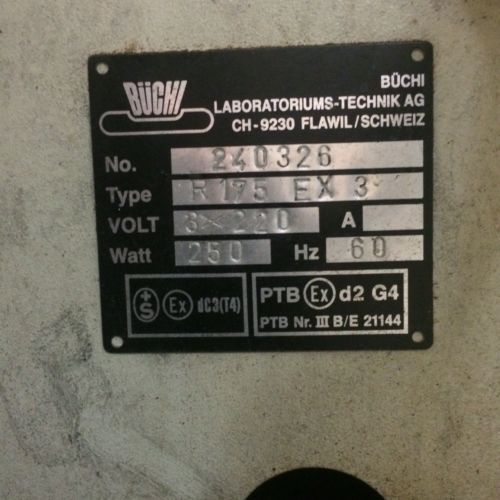 BÜCHI
BÜCHI
LABORATORIUMS-TECHNIK AG
CH-9230 FLAWIL/SCHWEIZ
No. 240326
Type R 175 EX 3
VOLT 3 × 220 A
Watt 250 Hz 60
+S Ex dC3(T4)
PTB Ex d2 G4
PTB Nr. III B/E 21144